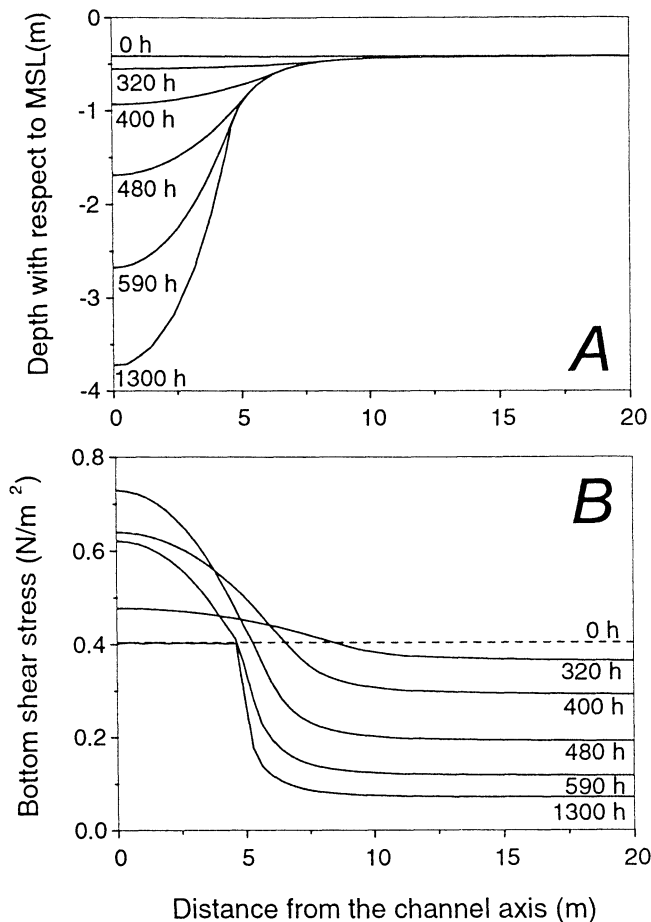 Depth with respect to MSL(m)
0
-1
-2
-3
-4
0 h
320 h
400 h
480 h
590 h
1300 h
A
0
5
10
15
20
Bottom shear stress (N/m²)
0.8
0.6
0.4
0.2
0.0
B
0 h
320 h
400 h
480 h
590 h
1300 h
0
5
10
15
20
Distance from the channel axis (m)